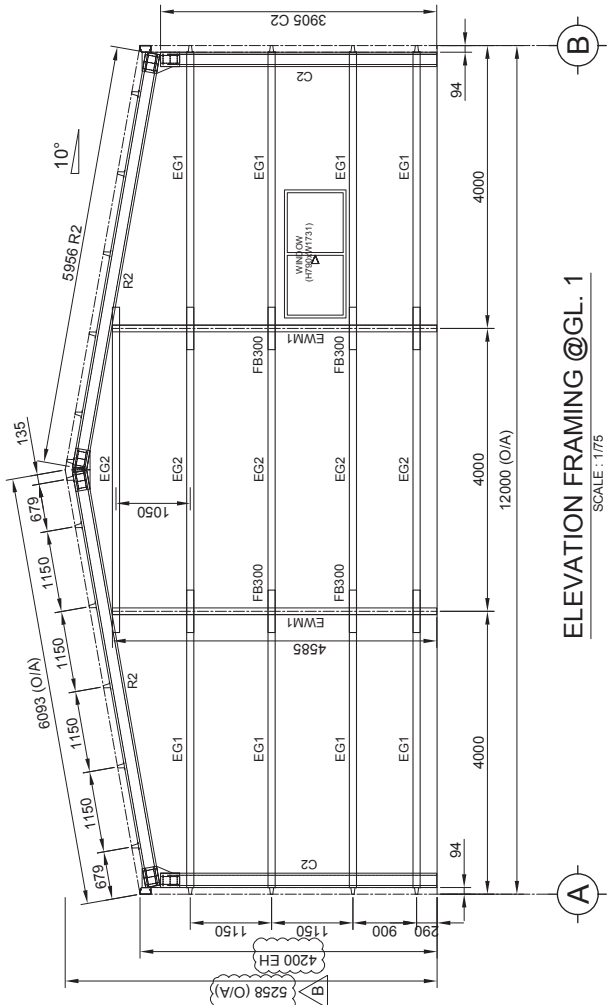 5956 R2
10°
135
679
1150
1150
1150
1150
679
6093 (O/A)
R2
R2
3905 C2
C2
C2
94
94
EG2
1050
EG1
EG2
EG1
EG1
FB300
EG2
FB300
EG1
EG1
FB300
EG2
FB300
EG1
EG1
EG2
EG1
EWM1
EWM1
4585
WINDOW
(H790xW1731)
1150
1150
900
290
4200 EH
5258 (O/A)
B
4000
4000
4000
12000 (O/A)
A
B
ELEVATION FRAMING @GL. 1
SCALE : 1/75